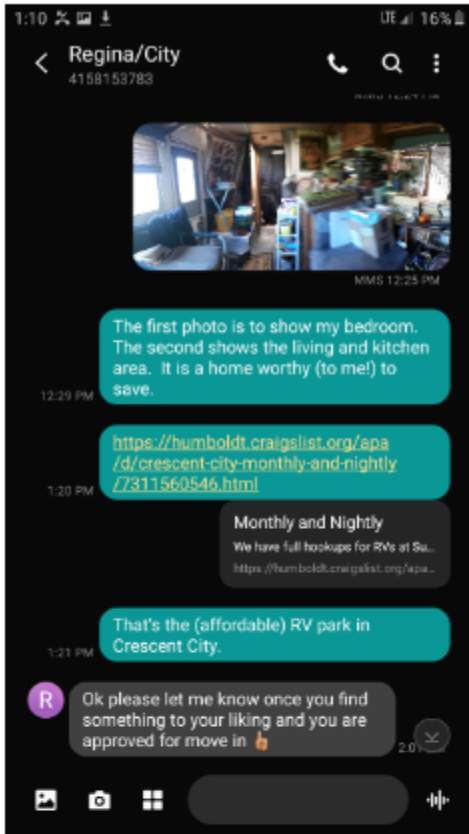 1:10 LTE 16%
Regina/City
4158153783
MMS 12:25 PM
The first photo is to show my bedroom.
The second shows the living and kitchen
area. It is a home worthy (to me!) to
save.
12:29 PM
https://humboldt.craigslist.org/apa
/d/crescent-city-monthly-and-nightly
/7311560546.html
1:20 PM
Monthly and Nightly
We have full hookups for RVs at Su...
https://humboldt.craigslist.org/apa...
That's the (affordable) RV park in
Crescent City.
1:21 PM
R
Ok please let me know once you find
something to your liking and you are
approved for move in